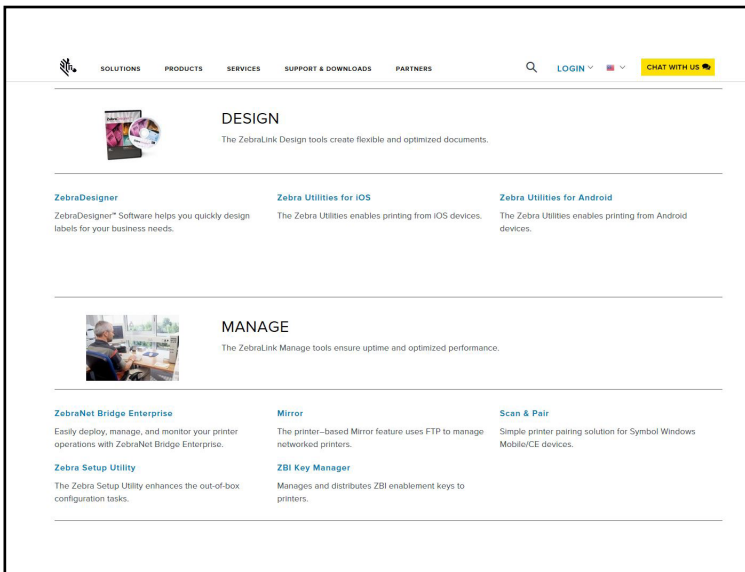 SOLUTIONS PRODUCTS SERVICES SUPPORT & DOWNLOADS PARTNERS LOGIN CHAT WITH US
DESIGN
The ZebraLink Design tools create flexible and optimized documents.
ZebraDesigner
ZebraDesigner™ Software helps you quickly design
labels for your business needs.
Zebra Utilities for iOS
The Zebra Utilities enables printing from iOS devices.
Zebra Utilities for Android
The Zebra Utilities enables printing from Android
devices.
MANAGE
The ZebraLink Manage tools ensure uptime and optimized performance.
ZebraNet Bridge Enterprise
Easily deploy, manage, and monitor your printer
operations with ZebraNet Bridge Enterprise.
Mirror
The printer–based Mirror feature uses FTP to manage
networked printers.
Scan & Pair
Simple printer pairing solution for Symbol Windows
Mobile/CE devices.
Zebra Setup Utility
The Zebra Setup Utility enhances the out-of-box
configuration tasks.
ZBI Key Manager
Manages and distributes ZBI enablement keys to
printers.